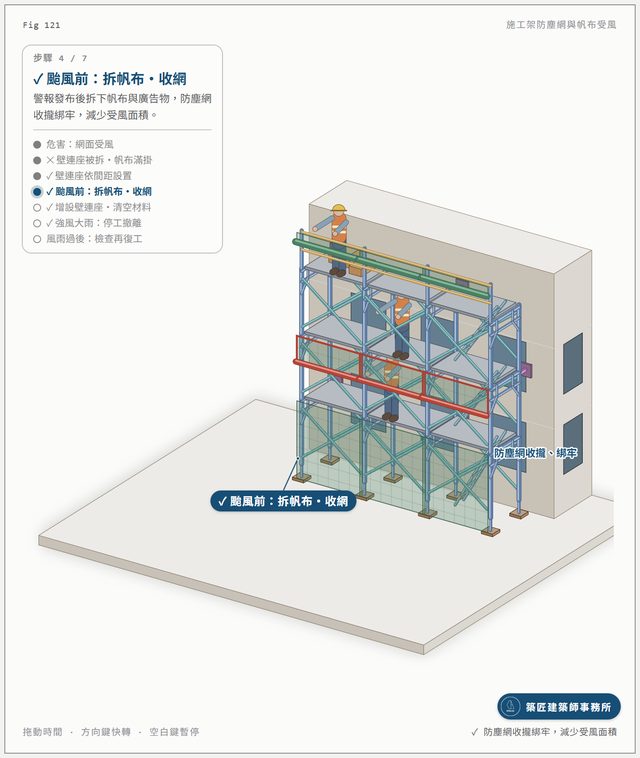 Fig 121
施工架防塵網與帆布受風
步驟 4 / 7
✓ 颱風前：拆帆布・收網
警報發布後拆下帆布與廣告物，防塵網
收攏綁牢，減少受風面積。
危害：網面受風
✕ 壁連座被拆・帆布滿掛
✓ 壁連座依間距設置
✓ 颱風前：拆帆布・收網
✓ 增設壁連座・清空材料
✓ 強風大雨：停工撤離
風雨過後：檢查再復工
防塵網收攏、綁牢
✓ 颱風前：拆帆布・收網
築匠建築師事務所
拖動時間 · 方向鍵快轉 · 空白鍵暫停
✓ 防塵網收攏綁牢，減少受風面積